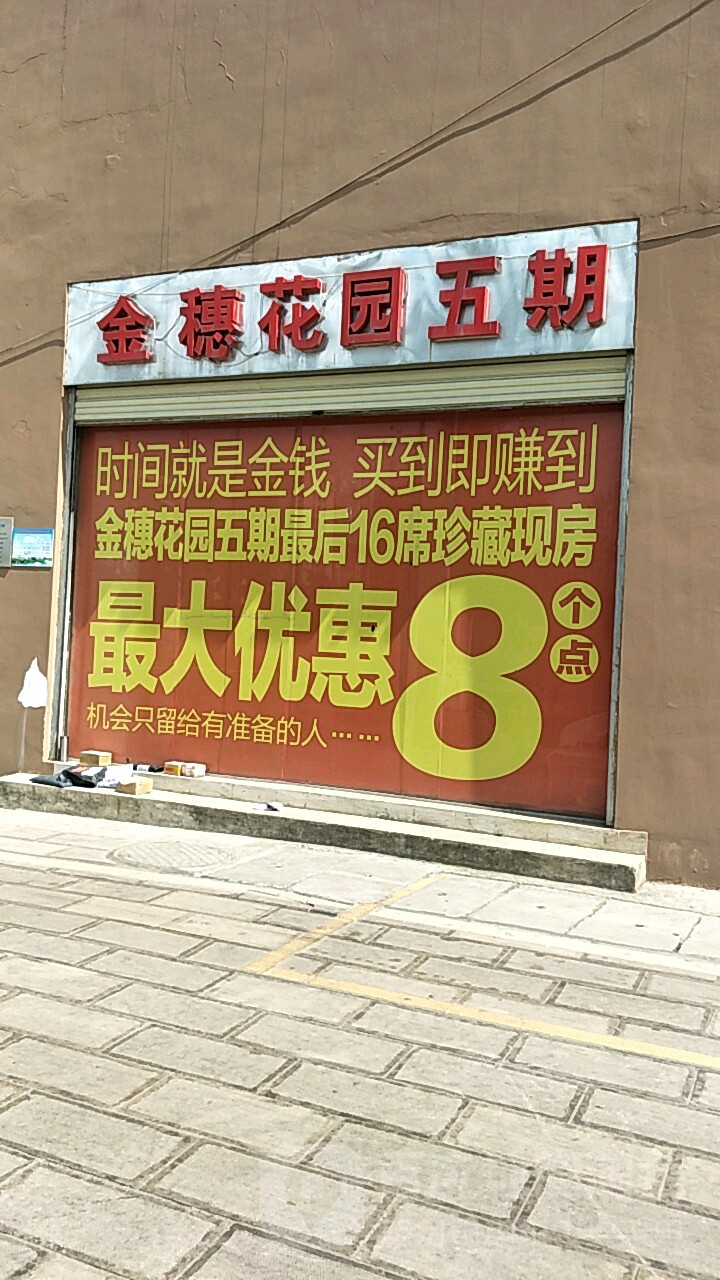 金穗花园五期
时间就是金钱 买到即赚到
金穗花园五期最后16席珍藏现房
最大优惠8个点
机会只留给有准备的人……